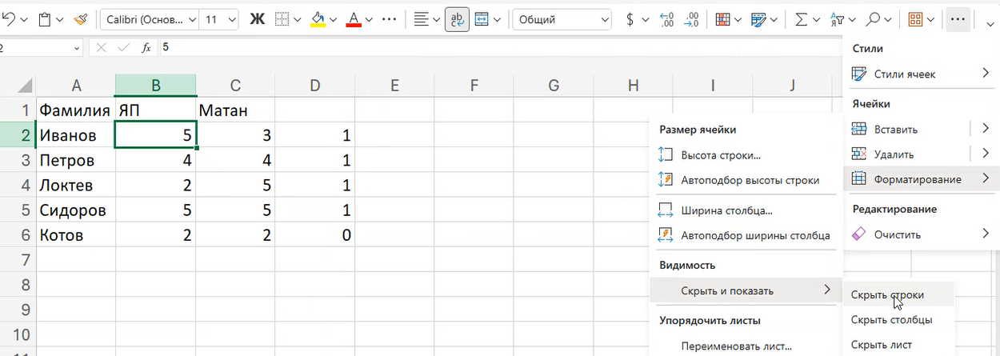 Calibri (Основ... 11 Ж ab c Общий $ ←0 ,00 ,00 →0
2 fx 5
A B C D E F G H I J
1 Фамилия ЯП Матан
2 Иванов 5 3 1
3 Петров 4 4 1
4 Локтев 2 5 1
5 Сидоров 5 5 1
6 Котов 2 2 0
7
8
9
10
11
Стили
Стили ячеек
Ячейки
Вставить
Удалить
Форматирование
Редактирование
Очистить
Размер ячейки
Высота строки...
Автоподбор высоты строки
Ширина столбца...
Автоподбор ширины столбца
Видимость
Скрыть и показать
Упорядочить листы
Переименовать лист...
Скрыть строки
Скрыть столбцы
Скрыть лист